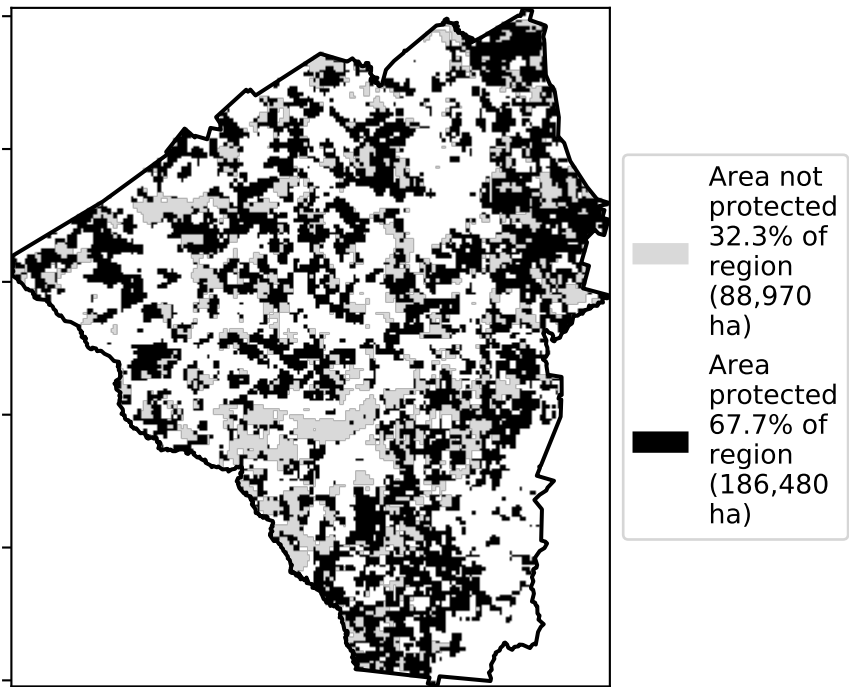 Area not
protected
32.3% of
region
(88,970
ha)
Area
protected
67.7% of
region
(186,480
ha)